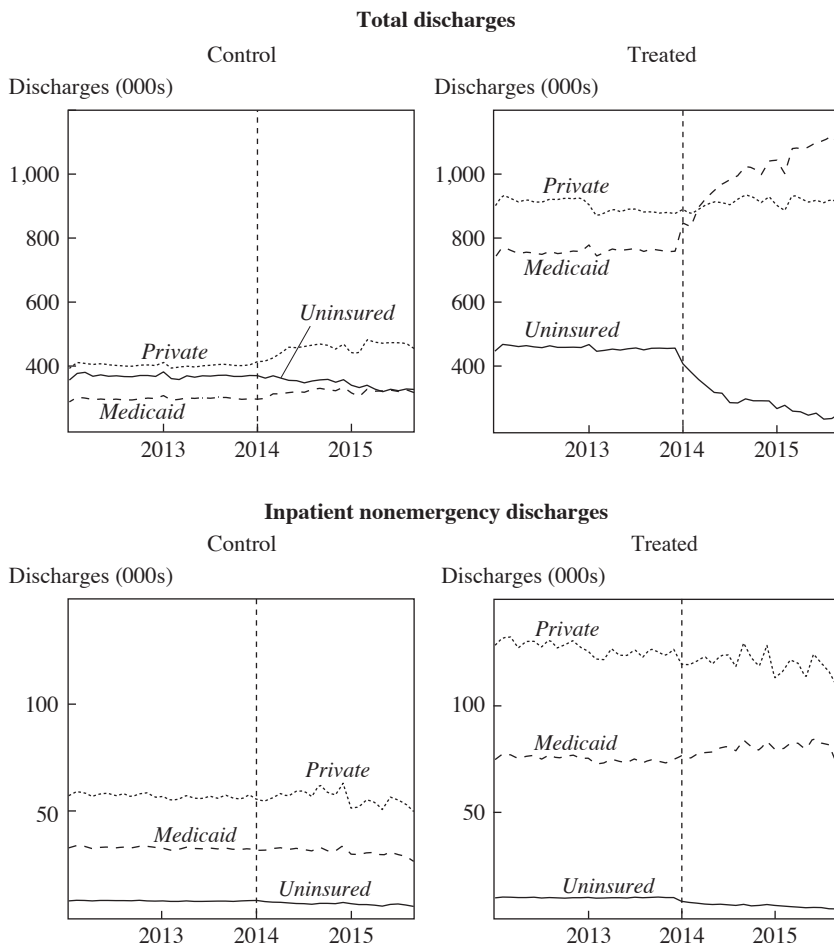 Total discharges
Control
Treated
Discharges (000s)
Discharges (000s)
1,000
800
600
400
Private
Uninsured
Medicaid
2013
2014
2015
1,000
800
600
400
Private
Medicaid
Uninsured
2013
2014
2015
Inpatient nonemergency discharges
Control
Treated
Discharges (000s)
Discharges (000s)
100
50
Private
Medicaid
Uninsured
2013
2014
2015
100
50
Private
Medicaid
Uninsured
2013
2014
2015